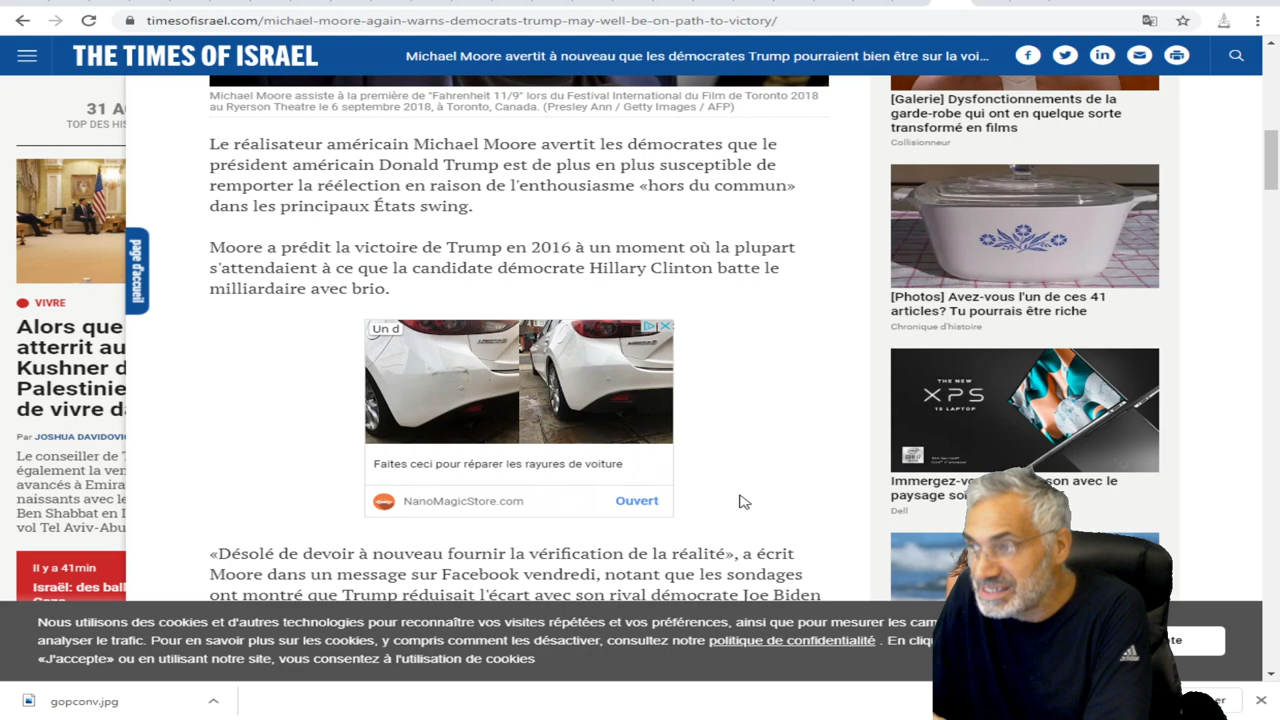 timesofisrael.com/michael-moore-again-warns-democrats-trump-may-well-be-on-path-to-victory/
THE TIMES OF ISRAEL
Michael Moore avertit à nouveau que les démocrates Trump pourraient bien être sur la voi...
31 A
TOP DES HIS
VIVRE
Alors que
atterrit au
Kushner d
Palestinie
de vivre d
Par JOSHUA DAVIDOVIC
Le conseiller de T
également la ven
avancés à Emira
naissants avec le
Ben Shabbat en I
vol Tel Aviv-Abu
Il y a 41min
Israël: des ball
page d'accueil
Michael Moore assiste à la première de "Fahrenheit 11/9" lors du Festival International du Film de Toronto 2018
au Ryerson Theatre le 6 septembre 2018, à Toronto, Canada. (Presley Ann / Getty Images / AFP)
Le réalisateur américain Michael Moore avertit les démocrates que le
président américain Donald Trump est de plus en plus susceptible de
remporter la réélection en raison de l'enthousiasme «hors du commun»
dans les principaux États swing.
Moore a prédit la victoire de Trump en 2016 à un moment où la plupart
s'attendaient à ce que la candidate démocrate Hillary Clinton batte le
milliardaire avec brio.
Un d
Faites ceci pour réparer les rayures de voiture
NanoMagicStore.com
Ouvert
«Désolé de devoir à nouveau fournir la vérification de la réalité», a écrit
Moore dans un message sur Facebook vendredi, notant que les sondages
ont montré que Trump réduisait l'écart avec son rival démocrate Joe Biden
[Galerie] Dysfonctionnements de la
garde-robe qui ont en quelque sorte
transformé en films
Collisionneur
[Photos] Avez-vous l'un de ces 41
articles? Tu pourrais être riche
Chronique d'histoire
THE NEW
XPS
15 LAPTOP
Immergez-vo son avec le
paysage so
Dell
Nous utilisons des cookies et d'autres technologies pour reconnaître vos visites répétées et vos préférences, ainsi que pour mesurer les cam
analyser le trafic. Pour en savoir plus sur les cookies, y compris comment les désactiver, consultez notre politique de confidentialité . En cliq
«J'accepte» ou en utilisant notre site, vous consentez à l'utilisation de cookies
te
gopconv.jpg
er